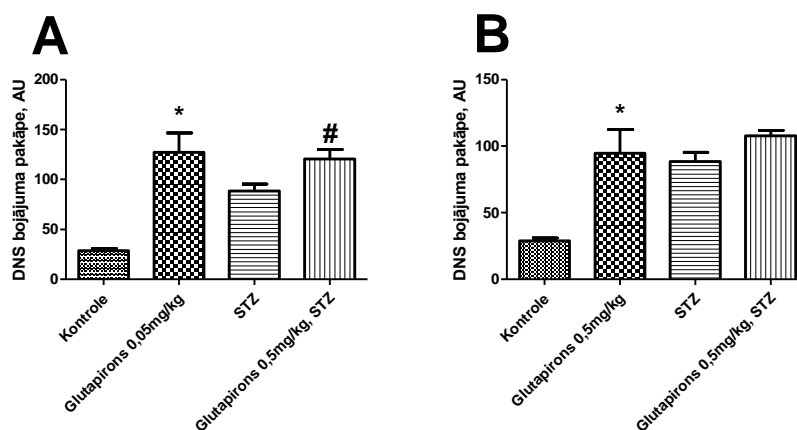 A
DNS bojājuma pakāpe, AU
200
150
100
50
0
*
#
Kontrole
Glutapirons 0,05mg/kg
STZ
Glutapirons 0,5mg/kg, STZ
B
DNS bojājuma pakāpe, AU
150
100
50
0
*
Kontrole
Glutapirons 0,5mg/kg
STZ
Glutapirons 0,5mg/kg, STZ